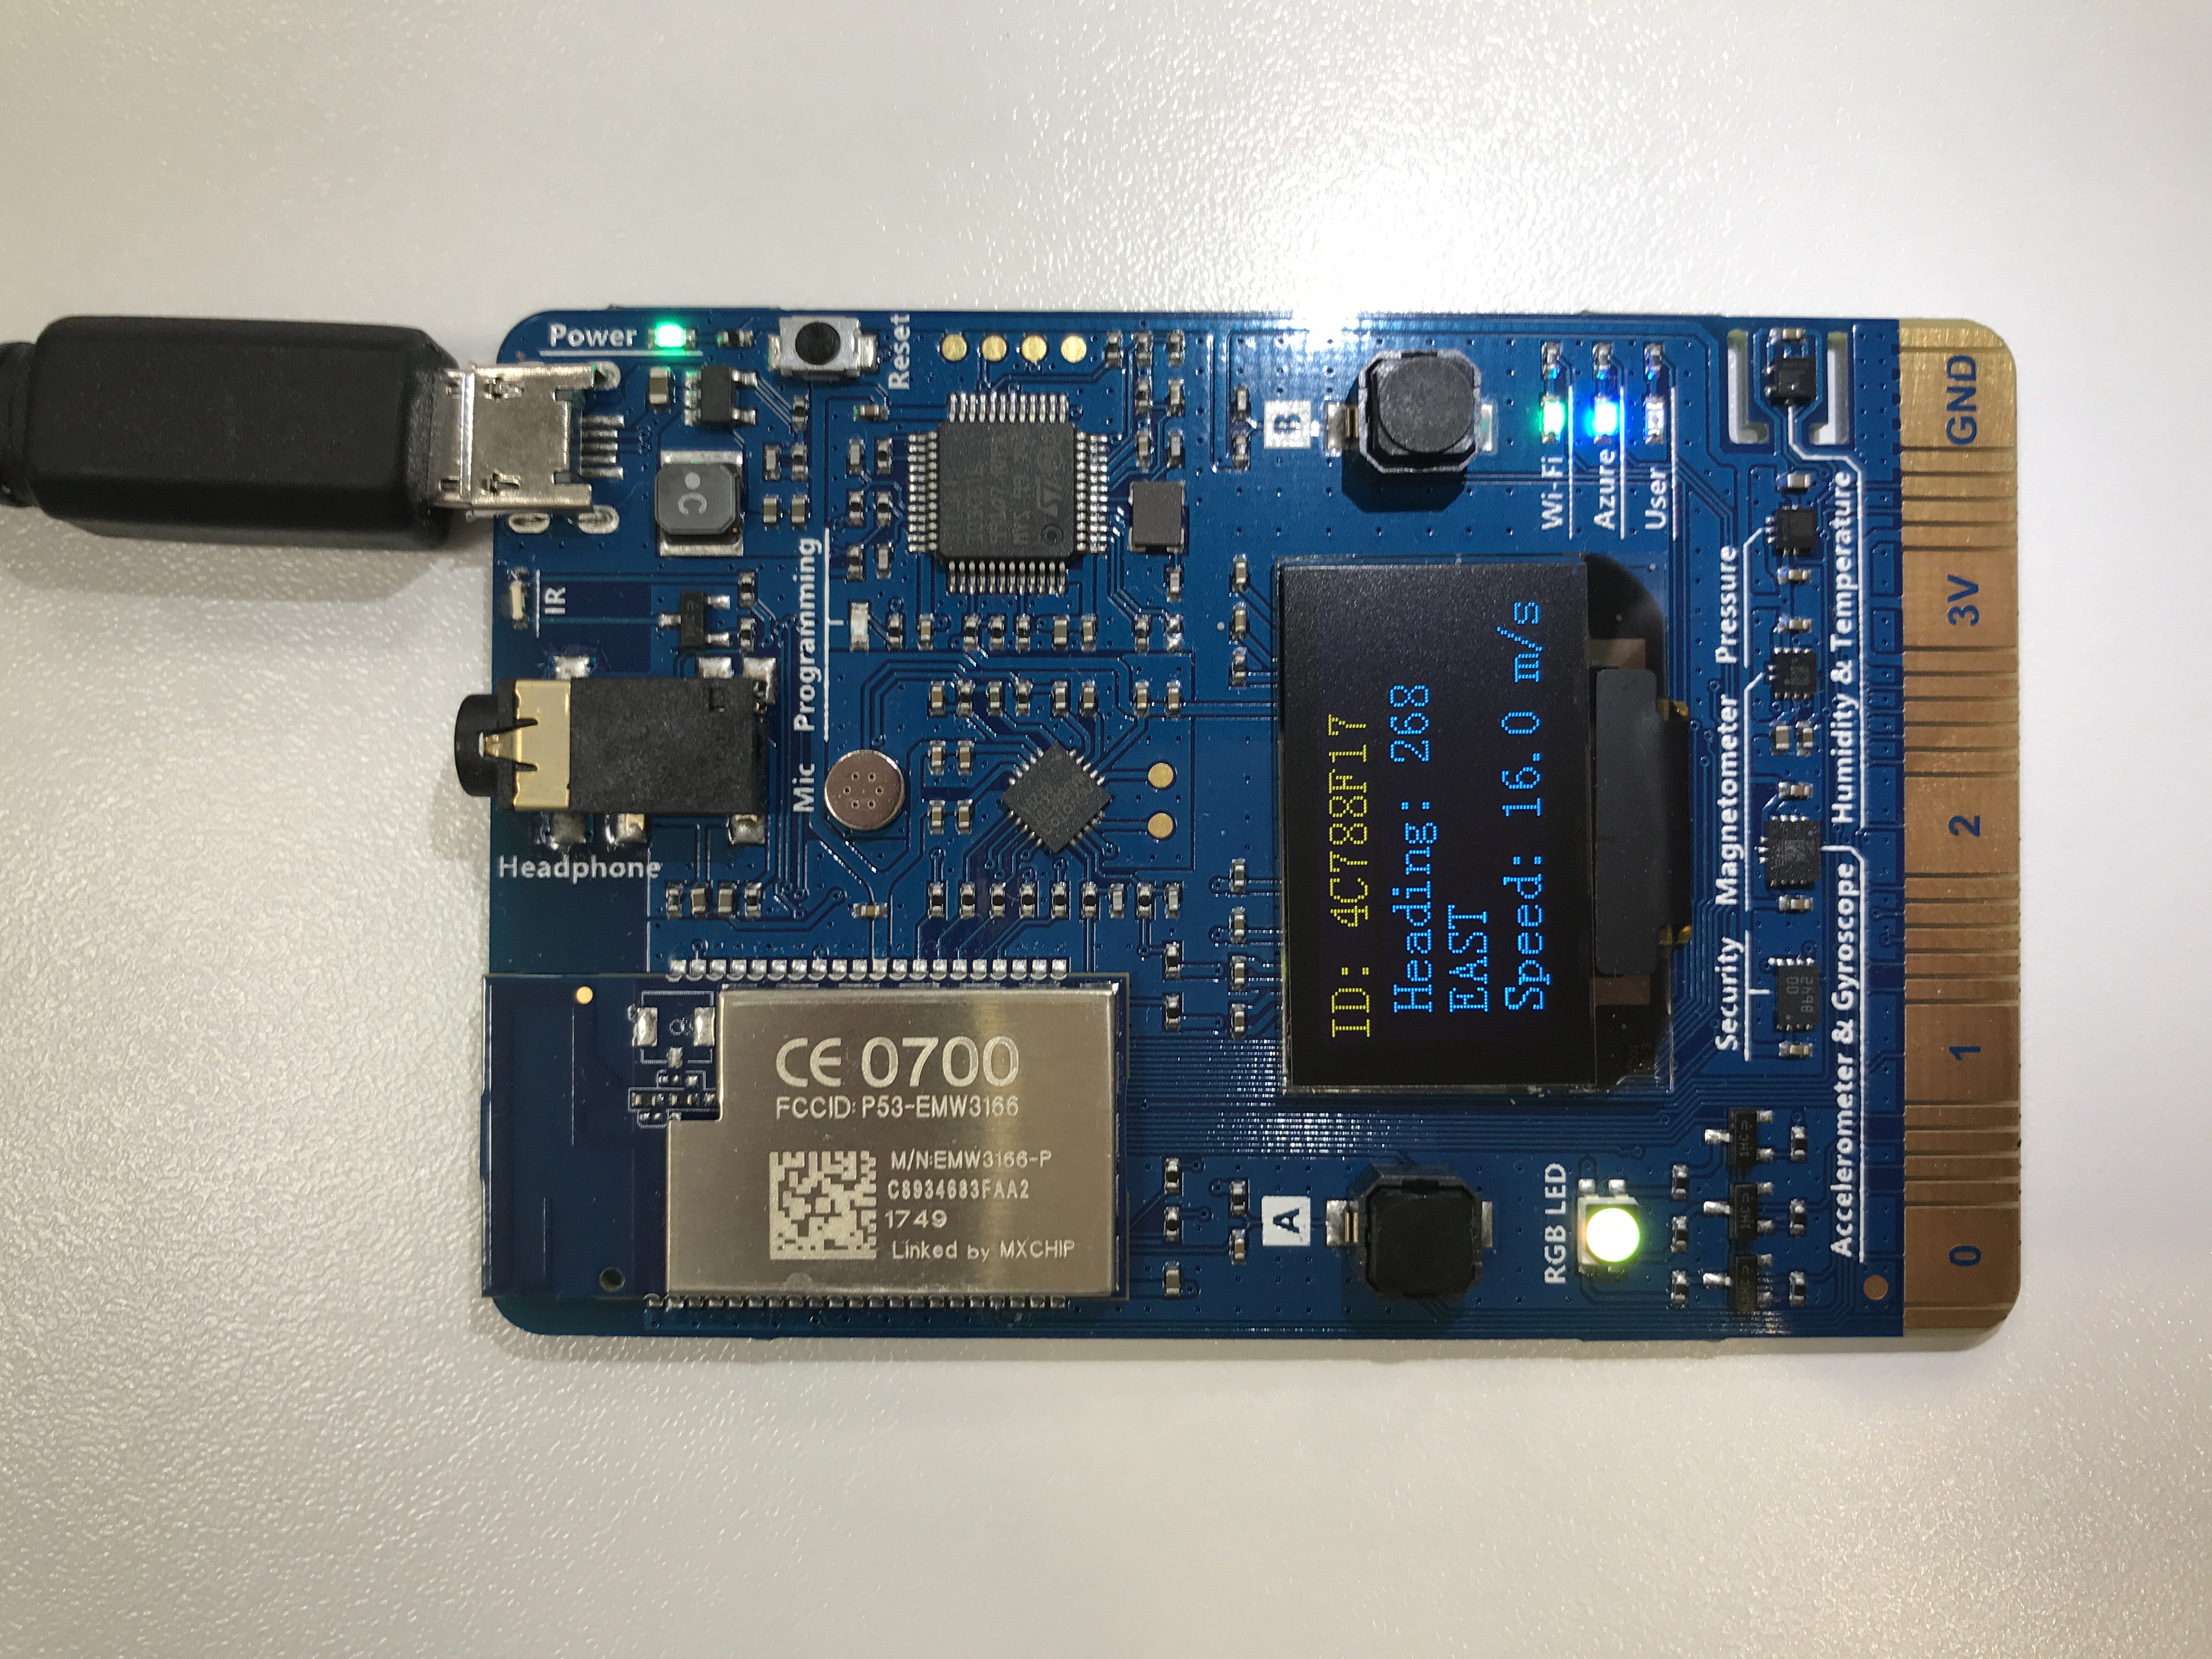 Headphone
IR
Power
CE 0700
FCCID:P53-EMW3166
M/N:EMW3166-P
C8934683FAA2
1749
Linked by MXCHIP
C
Mic
Programming
Reset
A
B
ID: 4C788F17
Heading: 268
EAST
Speed: 16.0 m/s
RGB LED
Wi-Fi
Azure
User
Security
Magnetometer
Pressure
Accelerometer & Gyroscope
Humidity & Temperature
0
1
2
3V
GND